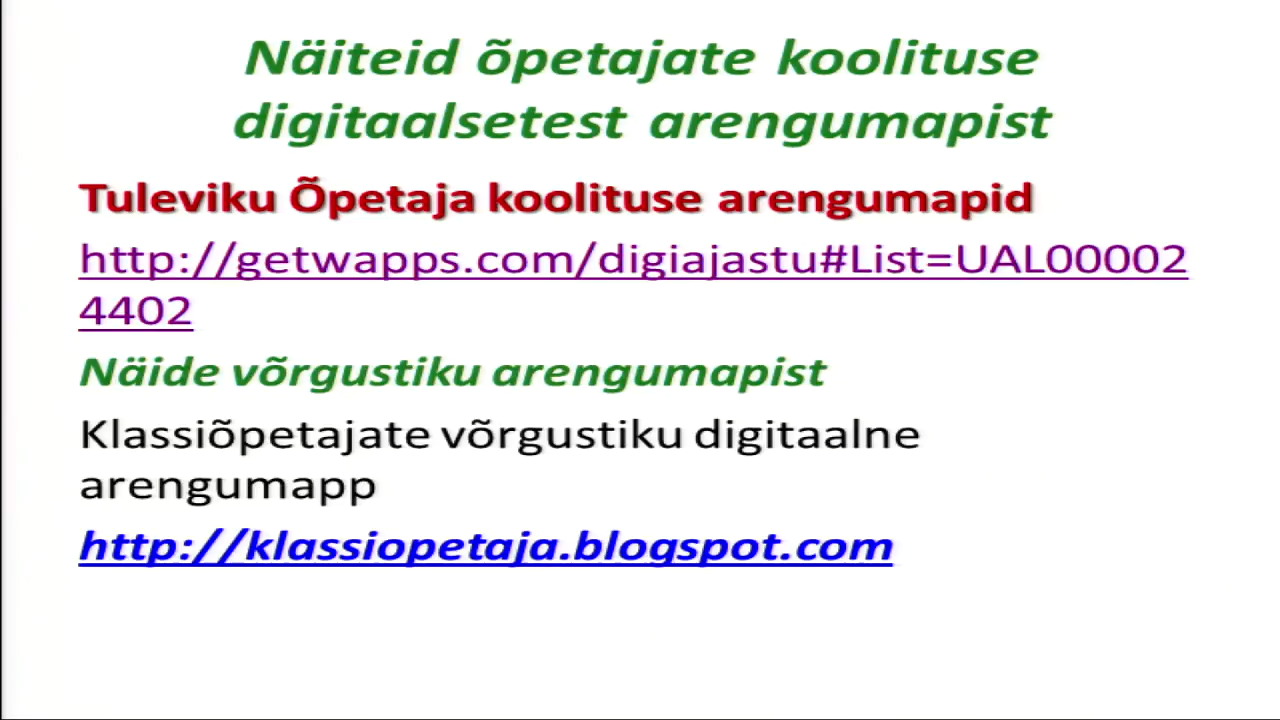 Näiteid õpetajate koolituse
digitaalsetest arengumapist
Tuleviku Õpetaja koolituse arengumapid
http://getwapps.com/digiajastu#List=UAL00002
4402
Näide võrgustiku arengumapist
Klassiõpetajate võrgustiku digitaalne
arengumapp
http://klassiopetaja.blogspot.com